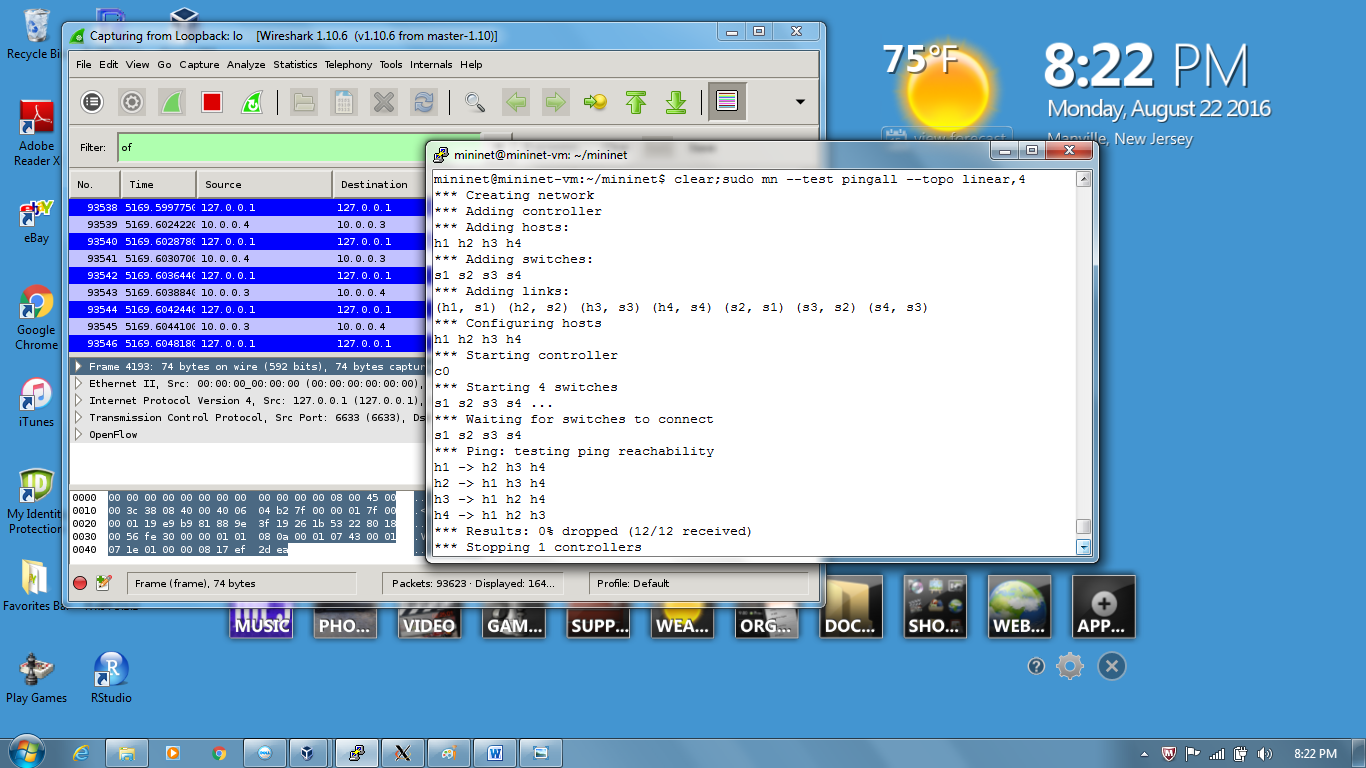 Recycle Bi
Adobe
Reader X
eBay
Google
Chrome
iTunes
My Identit
Protection
Favorites Ba
Play Games
RStudio
Capturing from Loopback: lo [Wireshark 1.10.6 (v1.10.6 from master-1.10)]
File Edit View Go Capture Analyze Statistics Telephony Tools Internals Help
Filter: of
No. Time Source Destination
93538 5169.5997750 127.0.0.1 127.0.0.1
93539 5169.6024220 10.0.0.4 10.0.0.3
93540 5169.6028780 127.0.0.1 127.0.0.1
93541 5169.6030700 10.0.0.4 10.0.0.3
93542 5169.6036440 127.0.0.1 127.0.0.1
93543 5169.6038840 10.0.0.3 10.0.0.4
93544 5169.6042440 127.0.0.1 127.0.0.1
93545 5169.6044100 10.0.0.3 10.0.0.4
93546 5169.6048180 127.0.0.1 127.0.0.1
Frame 4193: 74 bytes on wire (592 bits), 74 bytes captur
Ethernet II, Src: 00:00:00_00:00:00 (00:00:00:00:00:00),
Internet Protocol Version 4, Src: 127.0.0.1 (127.0.0.1),
Transmission Control Protocol, Src Port: 6633 (6633), Ds
OpenFlow
0000 00 00 00 00 00 00 00 00 00 00 00 00 08 00 45 00
0010 00 3c 38 08 40 00 40 06 04 b2 7f 00 00 01 7f 00
0020 00 01 19 e9 b9 81 88 9e 3f 19 26 1b 53 22 80 18
0030 00 56 fe 30 00 00 01 01 08 0a 00 01 07 43 00 01
0040 07 1e 01 00 00 08 17 ef 2d ea
Frame (frame), 74 bytes
Packets: 93623 · Displayed: 164...
Profile: Default
mininet@mininet-vm: ~/mininet
mininet@mininet-vm:~/mininet$ clear;sudo mn --test pingall --topo linear,4
*** Creating network
*** Adding controller
*** Adding hosts:
h1 h2 h3 h4
*** Adding switches:
s1 s2 s3 s4
*** Adding links:
(h1, s1) (h2, s2) (h3, s3) (h4, s4) (s2, s1) (s3, s2) (s4, s3)
*** Configuring hosts
h1 h2 h3 h4
*** Starting controller
c0
*** Starting 4 switches
s1 s2 s3 s4 ...
*** Waiting for switches to connect
s1 s2 s3 s4
*** Ping: testing ping reachability
h1 -> h2 h3 h4
h2 -> h1 h3 h4
h3 -> h1 h2 h4
h4 -> h1 h2 h3
*** Results: 0% dropped (12/12 received)
*** Stopping 1 controllers
75°F
view forecast
8:22 PM
Monday, August 22 2016
Manville, New Jersey
MUSIC PHO... VIDEO GAM... SUPP... WEA... ORG... DOC... SHO... WEB... APP...
8:22 PM